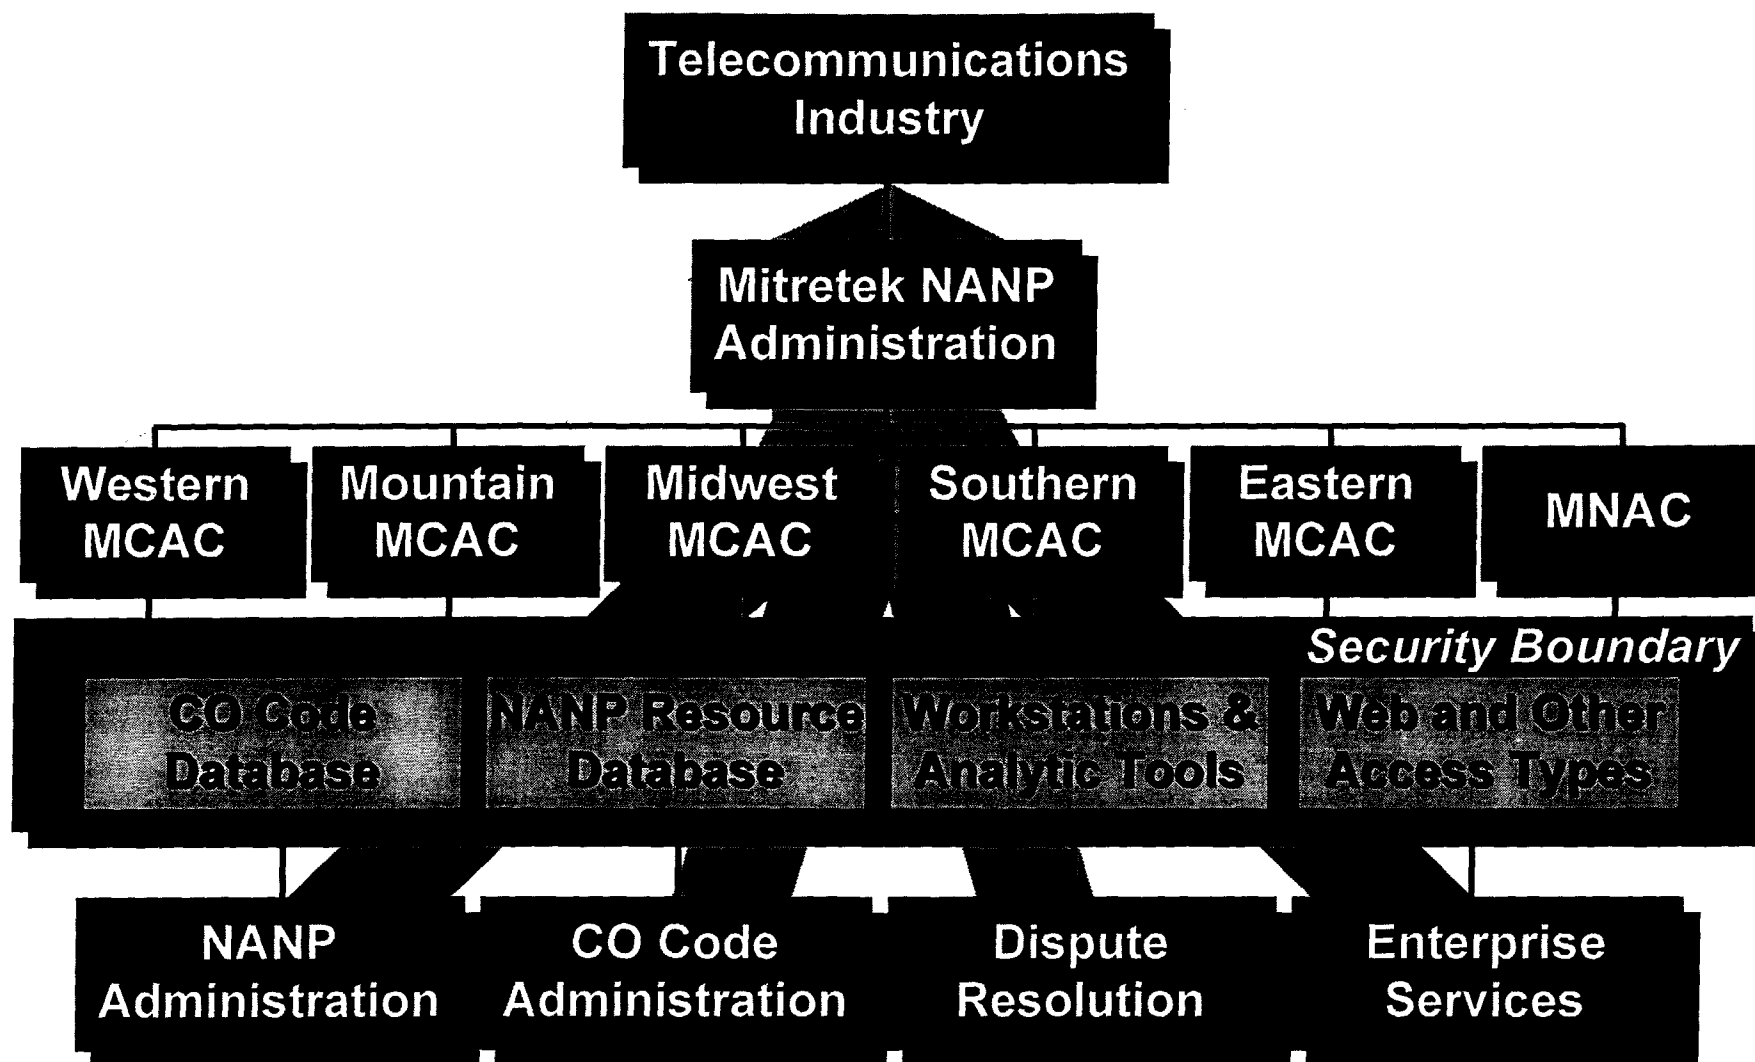 Telecommunications
Industry
Mitretek NANP
Administration
Western
MCAC
Mountain
MCAC
Midwest
MCAC
Southern
MCAC
Eastern
MCAC
MNAC
Security Boundary
CO Code
Database
NANP Resource
Database
Workstations &
Analytic Tools
Web and Other
Access Types
NANP
Administration
CO Code
Administration
Dispute
Resolution
Enterprise
Services